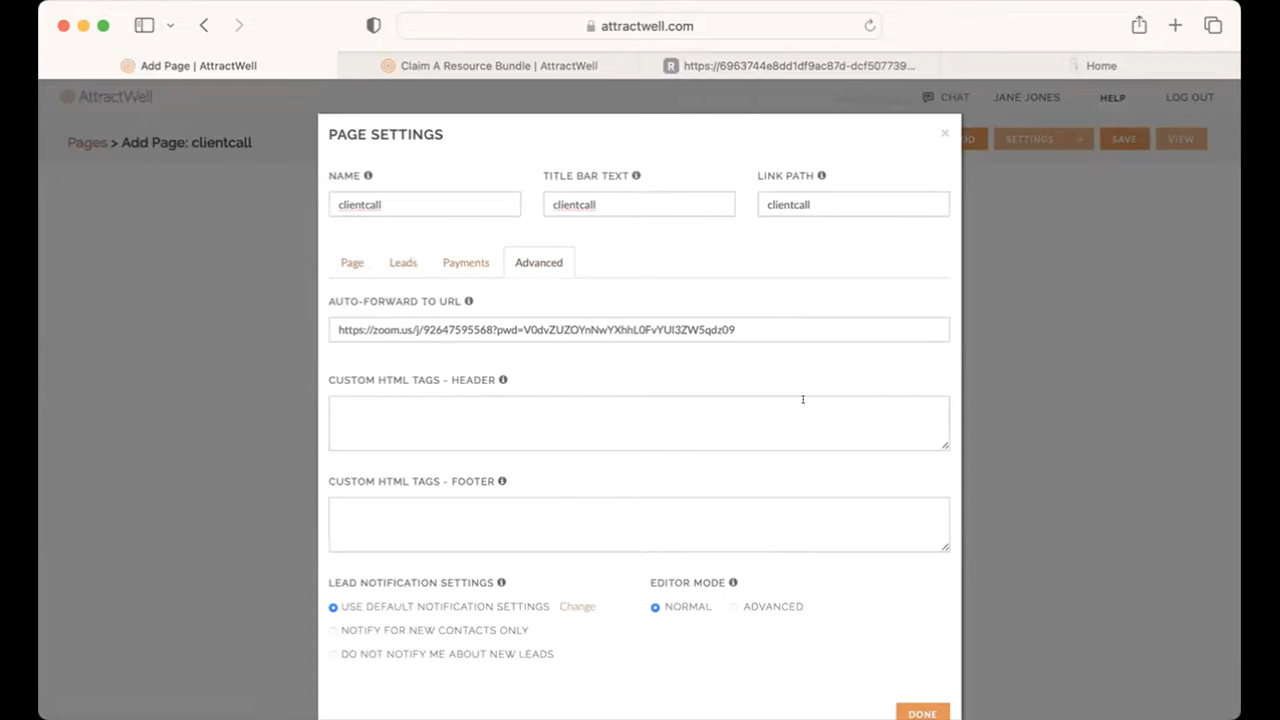 attractwell.com
Add Page | AttractWell
Claim A Resource Bundle | AttractWell
R https://6963744e8dd1df9ac87d-dcf507739...
Home
AttractWell
CHAT JANE JONES HELP LOG OUT
Pages > Add Page: clientcall
SETTINGS SAVE VIEW
PAGE SETTINGS ×
NAME TITLE BAR TEXT LINK PATH
clientcall clientcall clientcall
Page Leads Payments Advanced
AUTO-FORWARD TO URL
https://zoom.us/j/92647595568?pwd=V0dvZUZOYnNwYXhhL0FvYUI3ZW5qdz09
CUSTOM HTML TAGS - HEADER
CUSTOM HTML TAGS - FOOTER
LEAD NOTIFICATION SETTINGS EDITOR MODE
USE DEFAULT NOTIFICATION SETTINGS Change NORMAL ADVANCED
NOTIFY FOR NEW CONTACTS ONLY
DO NOT NOTIFY ME ABOUT NEW LEADS
DONE